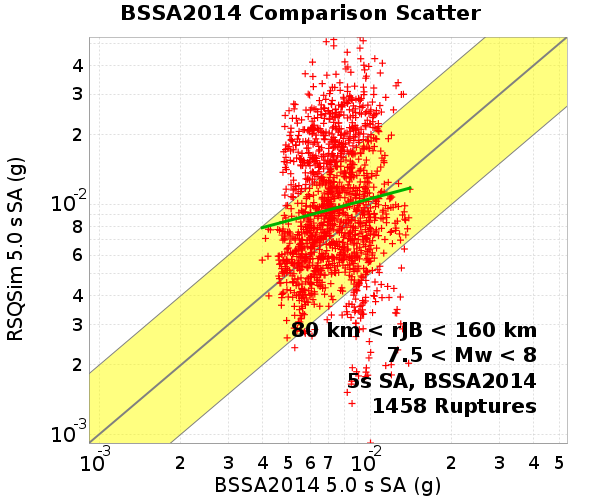 BSSA2014 Comparison Scatter
RSQSim 5.0 s SA (g)
4
3
2
10-2
8
6
4
3
2
10-3
80 km < rJB < 160 km
7.5 < Mw < 8
5s SA, BSSA2014
1458 Ruptures
10-3 2 3 4 5 6 7 10-2 2 3 4 5
BSSA2014 5.0 s SA (g)